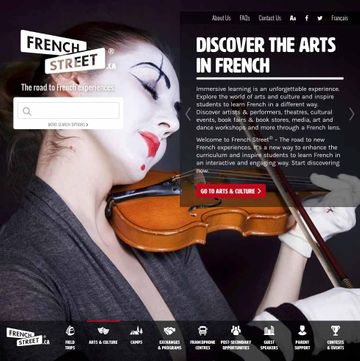 About Us FAQs Contact Us Aa Français
FRENCH
STREET®.CA
The road to French experiences.
MORE SEARCH OPTIONS >
DISCOVER THE ARTS
IN FRENCH
Immersive learning is an unforgettable experience.
Explore the world of arts and culture and inspire
students to learn French in a different way.
Discover artists & performers, theatres, cultural
events, book fairs & book stores, media, art and
dance workshops and more through a French lens.
Welcome to French Street® - The road to new
French experiences. It's a new way to enhance the
curriculum and inspire students to learn French in
an interactive and engaging way. Start discovering
now.
GO TO ARTS & CULTURE >
FRENCH
STREET.CA
FIELD
TRIPS
ARTS & CULTURE
CAMPS
EXCHANGES
& PROGRAMS
FRANCOPHONE
CENTRES
POST-SECONDARY
OPPORTUNITIES
GUEST
SPEAKERS
PARENT
SUPPORT
CONTESTS
& EVENTS